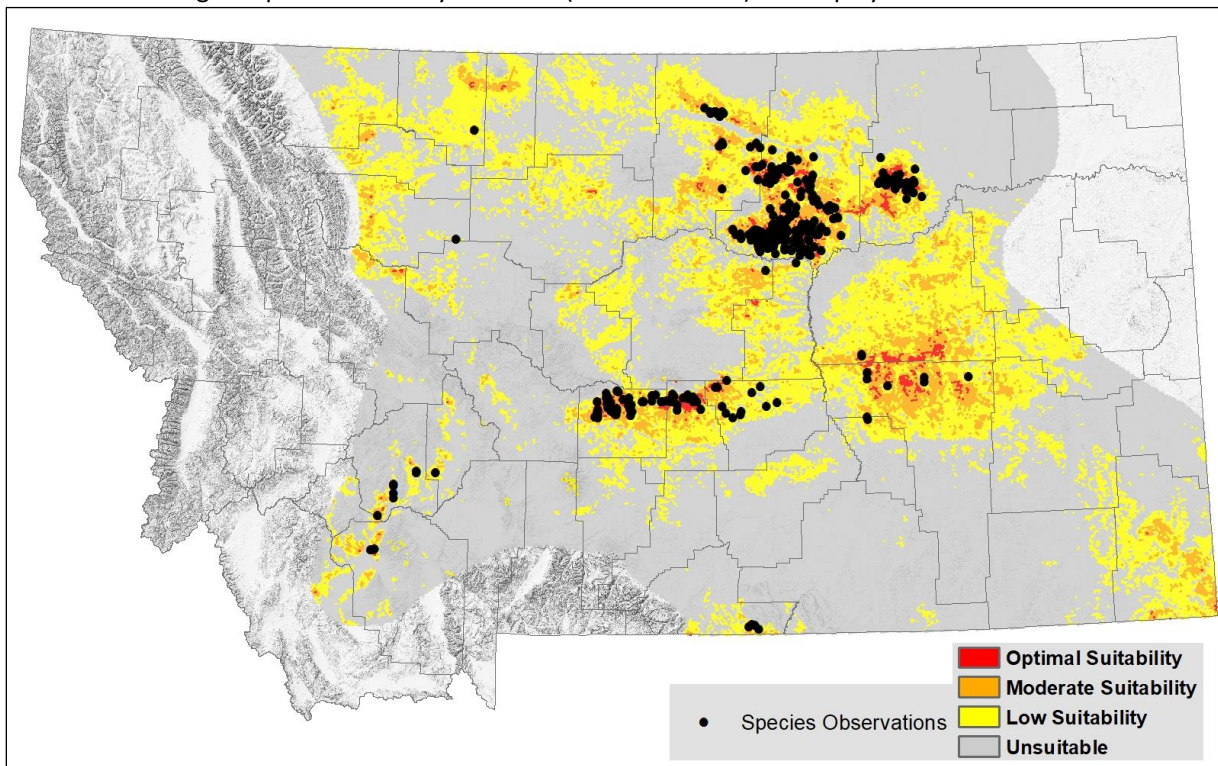 Optimal Suitability
Moderate Suitability
Species Observations
Low Suitability
Unsuitable